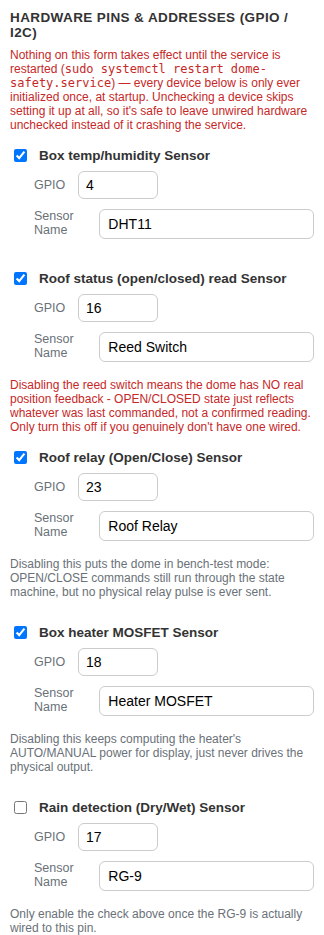 HARDWARE PINS & ADDRESSES (GPIO /
I2C)
Nothing on this form takes effect until the service is
restarted (sudo systemctl restart dome-
safety.service) — every device below is only ever
initialized once, at startup. Unchecking a device skips
setting it up at all, so it's safe to leave unwired hardware
unchecked instead of it crashing the service.
Box temp/humidity Sensor
GPIO 4
Sensor
Name
DHT11
Roof status (open/closed) read Sensor
GPIO 16
Sensor
Name
Reed Switch
Disabling the reed switch means the dome has NO real
position feedback - OPEN/CLOSED state just reflects
whatever was last commanded, not a confirmed reading.
Only turn this off if you genuinely don't have one wired.
Roof relay (Open/Close) Sensor
GPIO 23
Sensor
Name
Roof Relay
Disabling this puts the dome in bench-test mode:
OPEN/CLOSE commands still run through the state
machine, but no physical relay pulse is ever sent.
Box heater MOSFET Sensor
GPIO 18
Sensor
Name
Heater MOSFET
Disabling this keeps computing the heater's
AUTO/MANUAL power for display, just never drives the
physical output.
Rain detection (Dry/Wet) Sensor
GPIO 17
Sensor
Name
RG-9
Only enable the check above once the RG-9 is actually
wired to this pin.